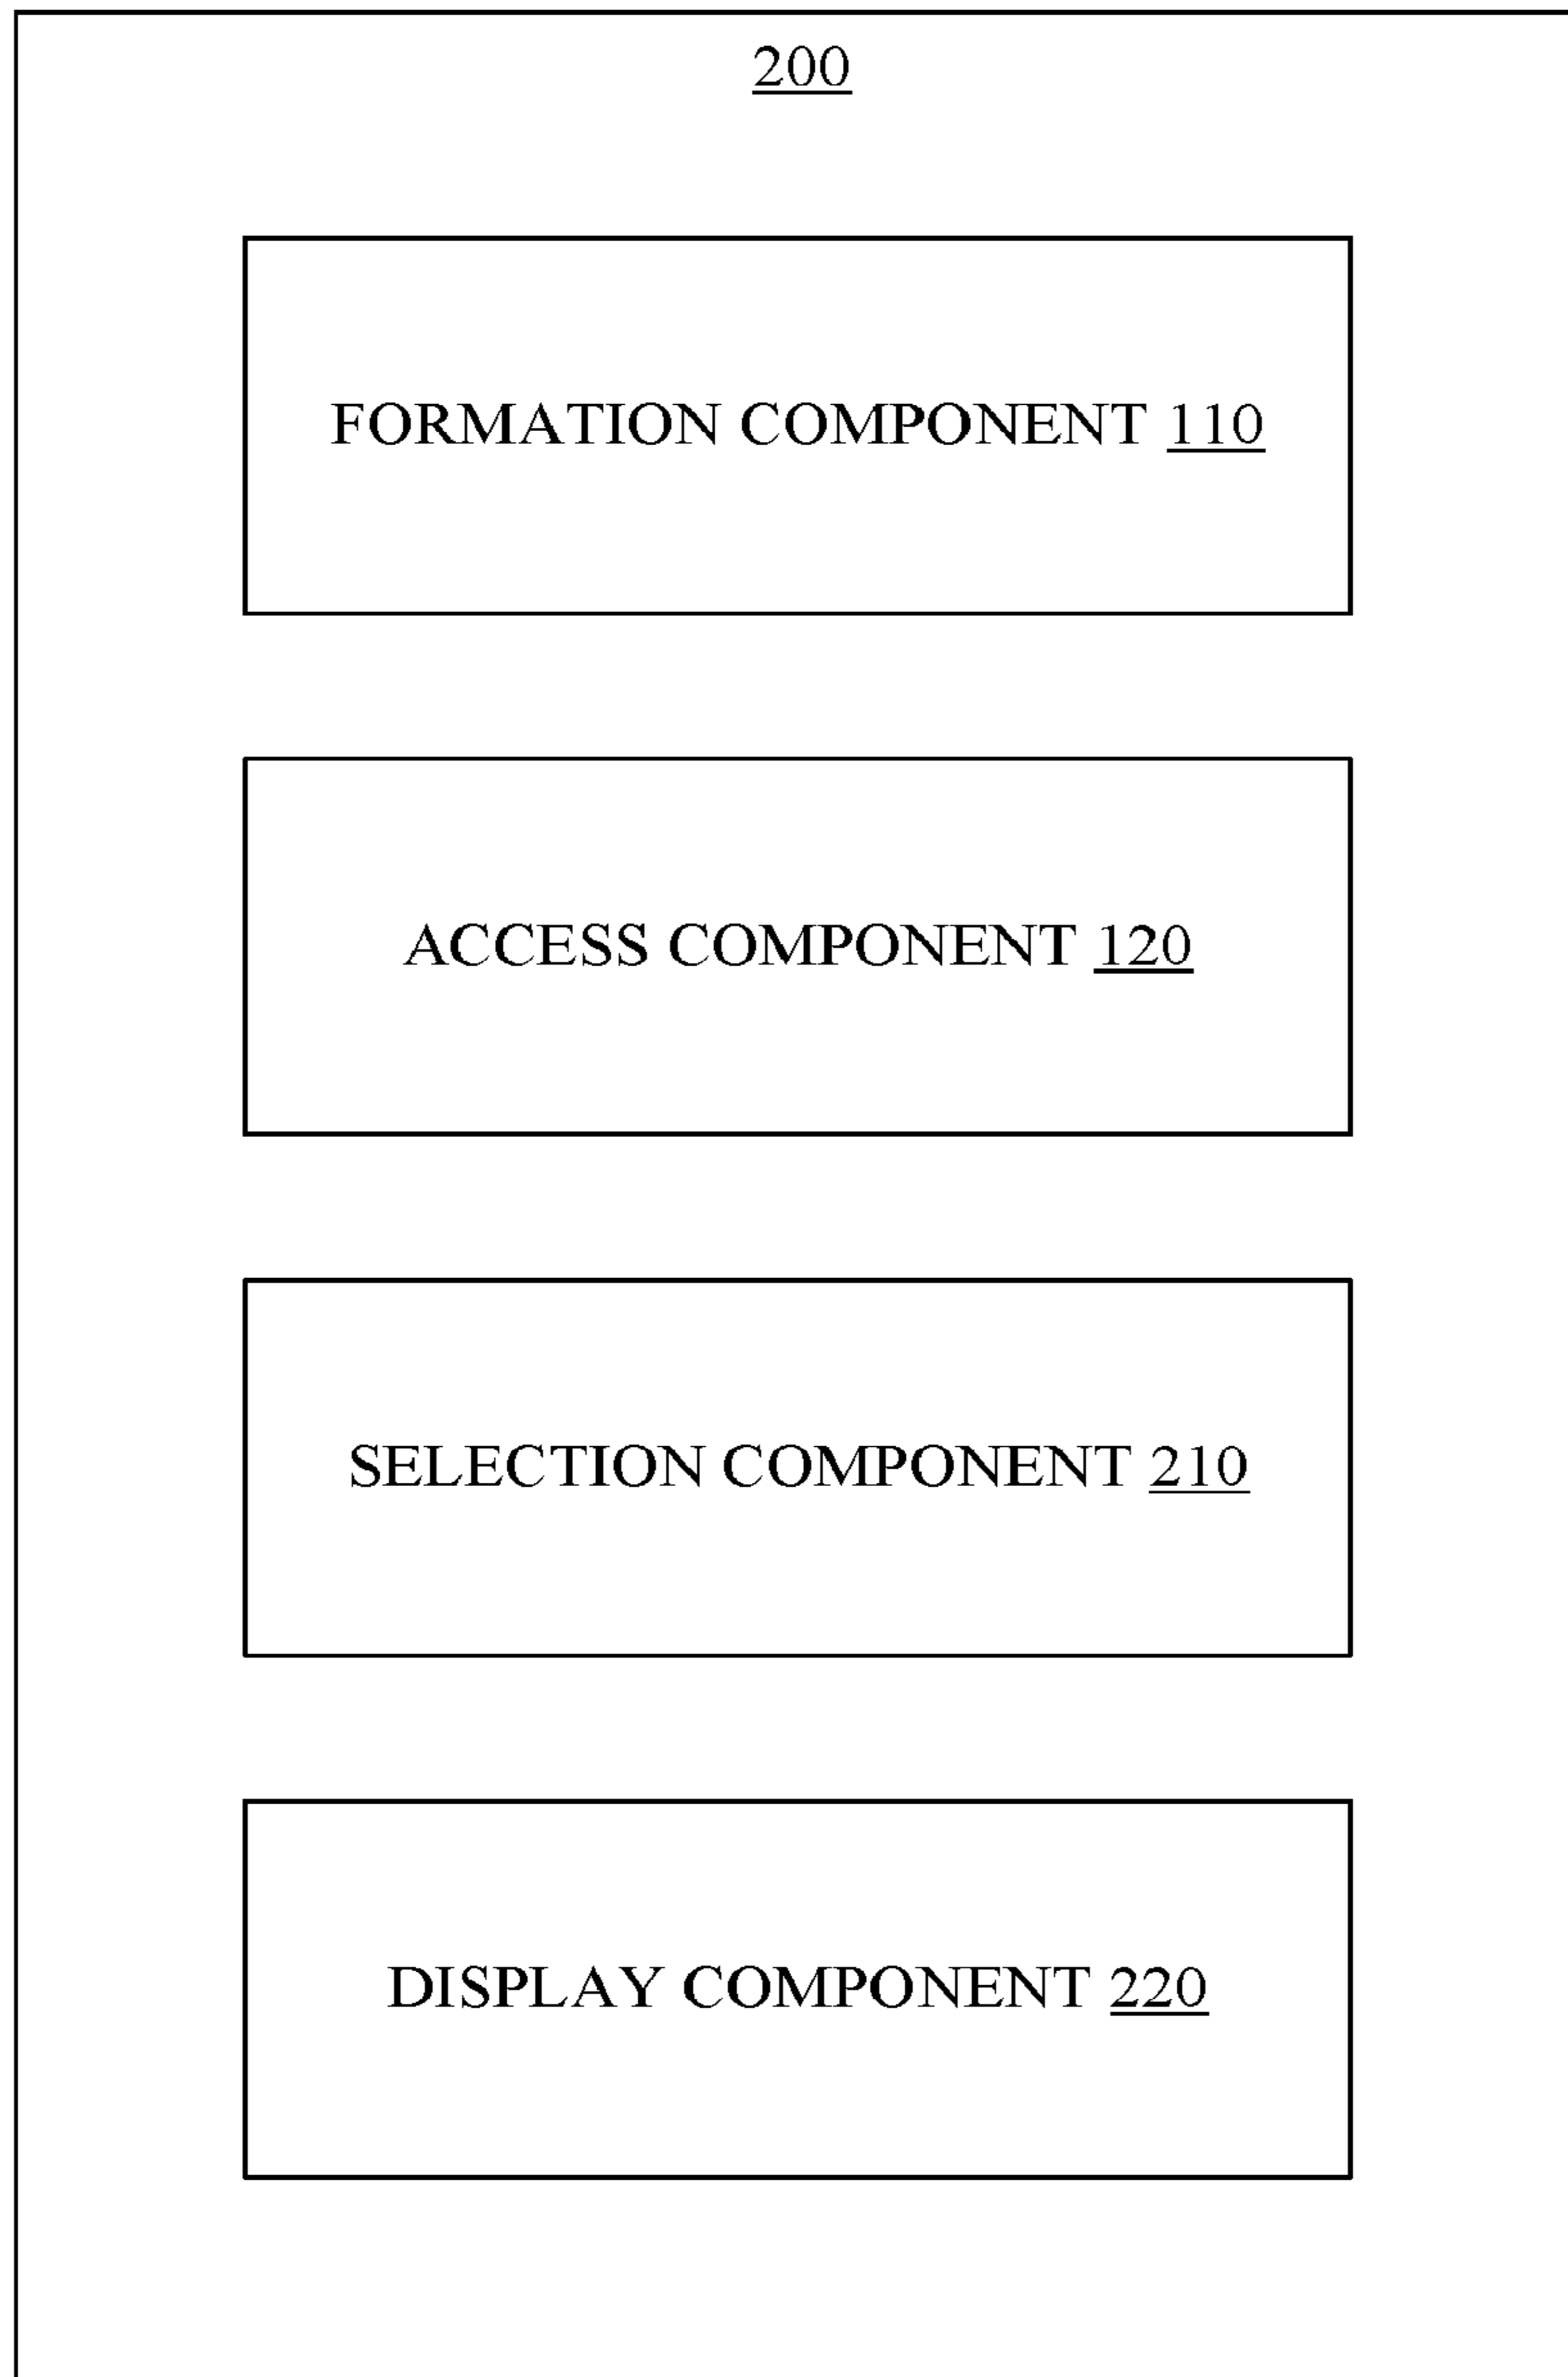 200
FORMATION COMPONENT 110
ACCESS COMPONENT 120
SELECTION COMPONENT 210
DISPLAY COMPONENT 220